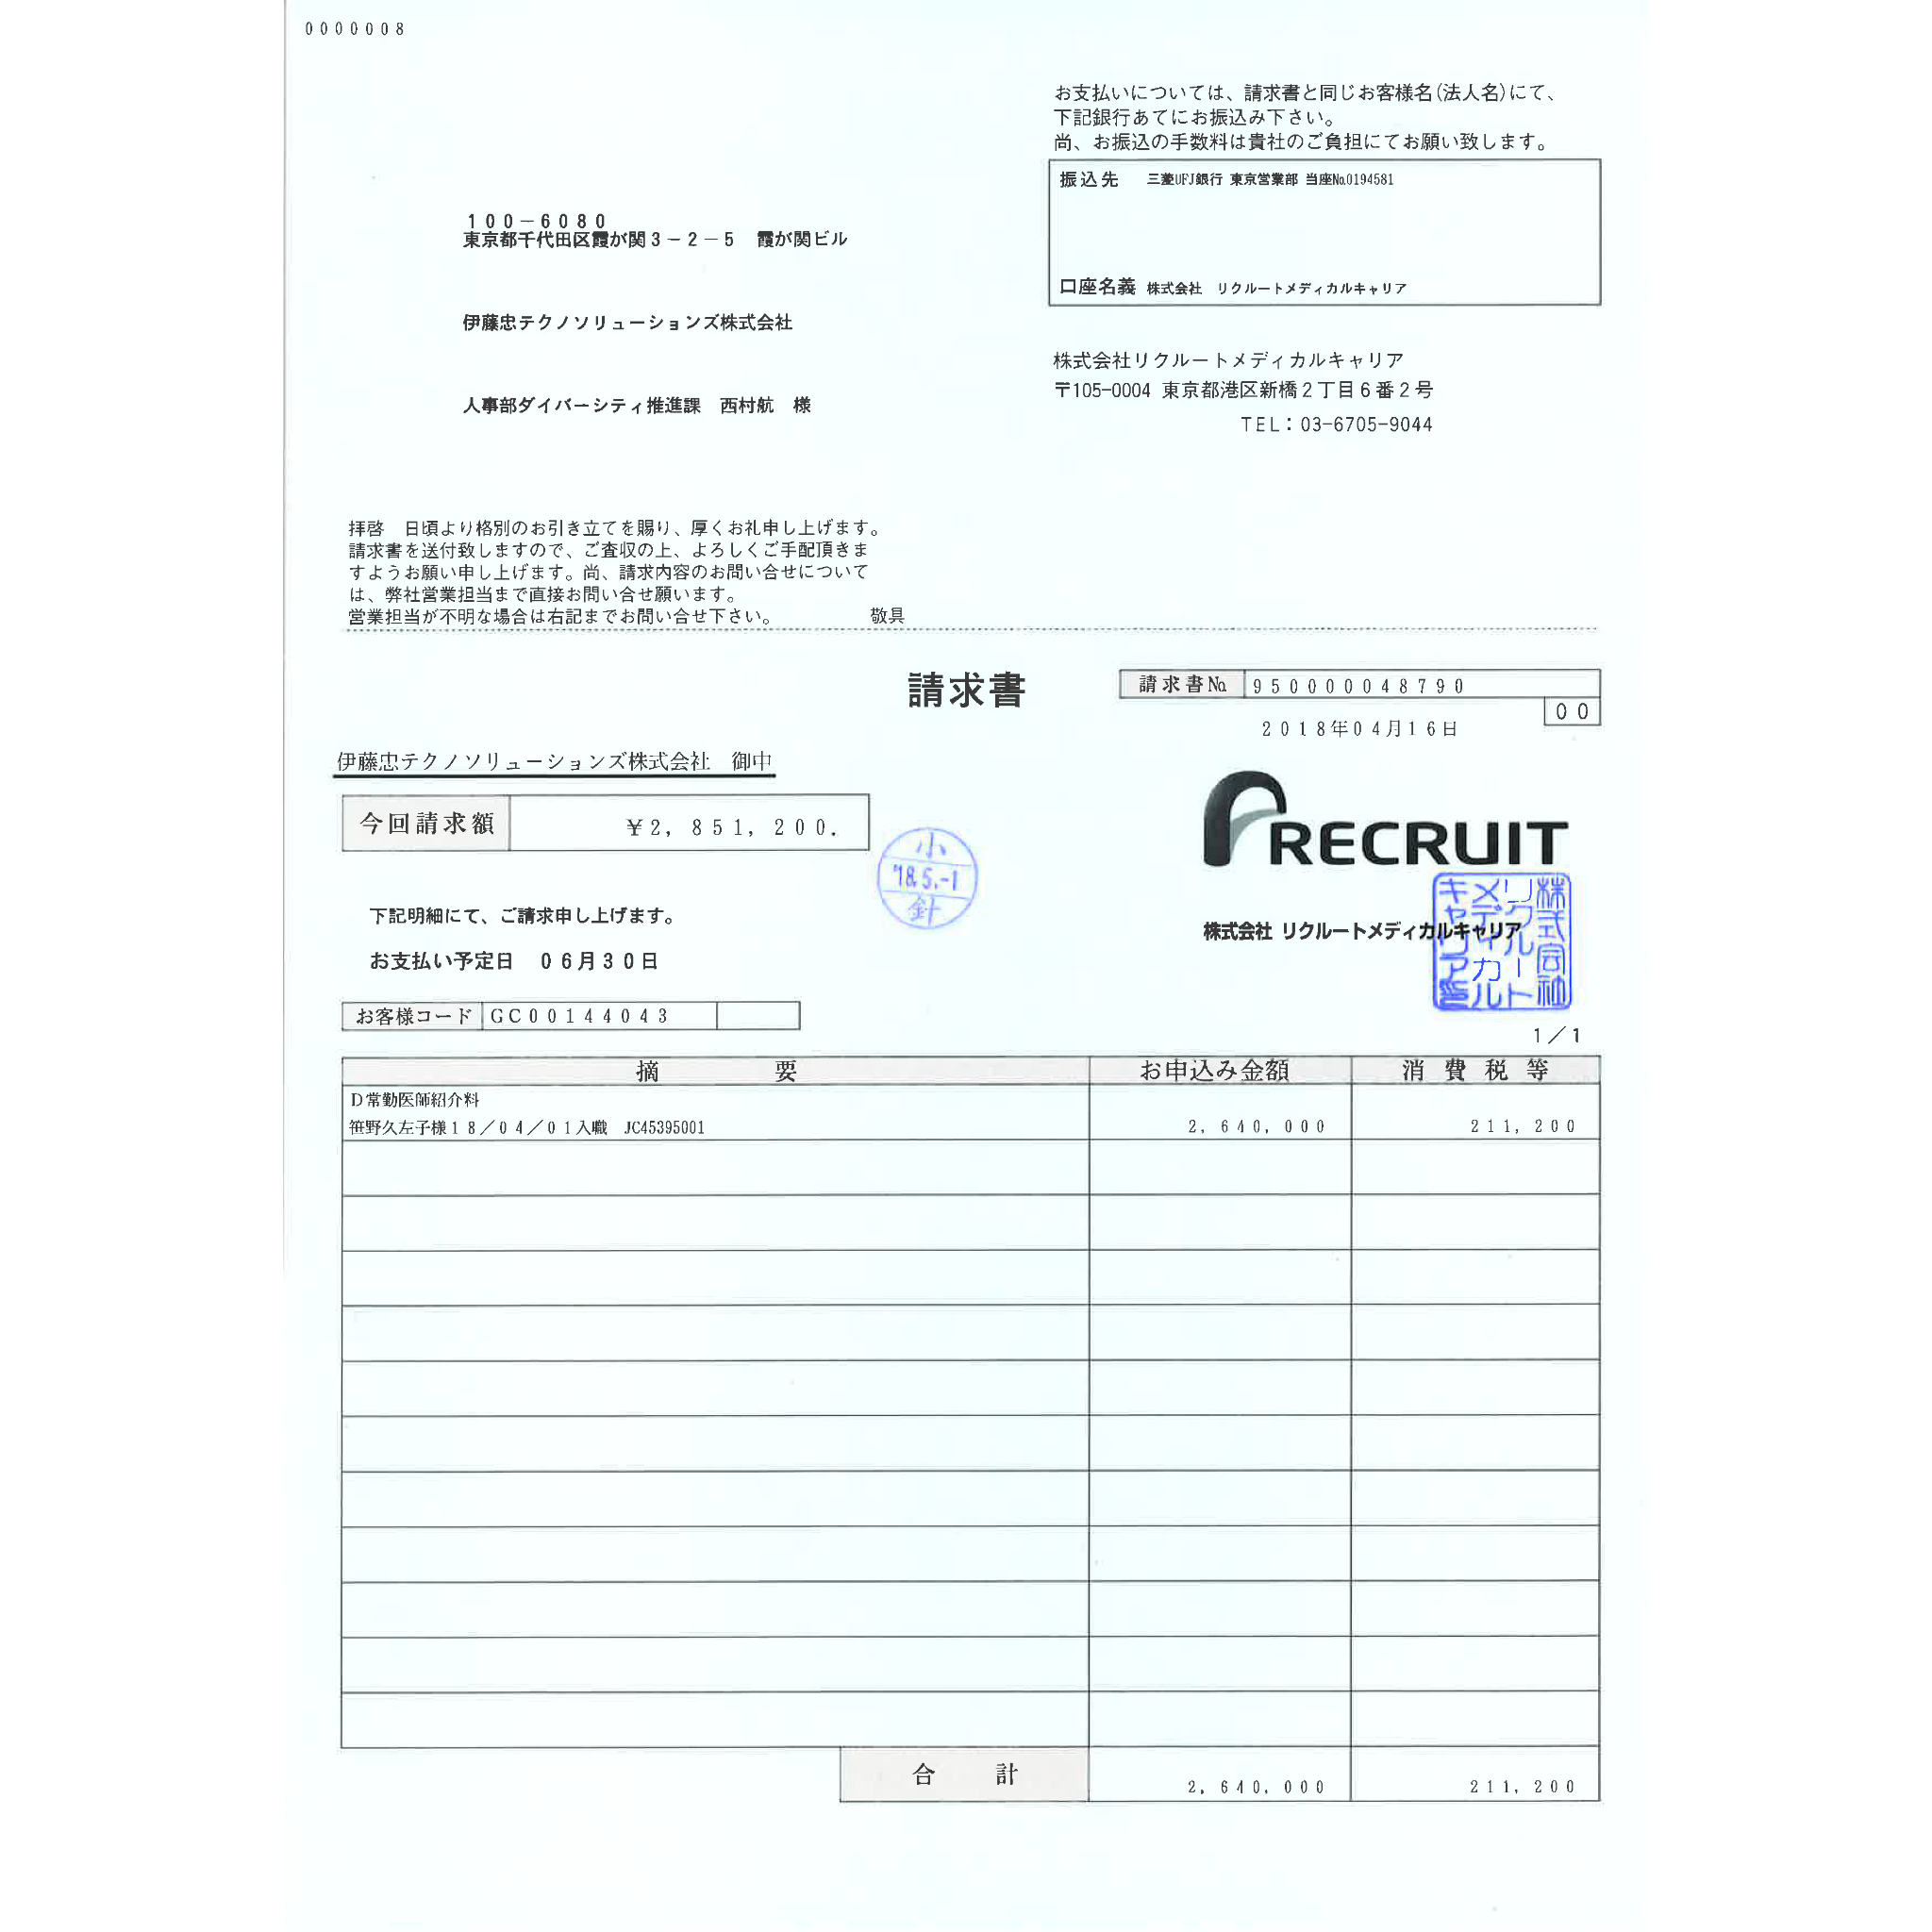 0000008
お支払いについては、請求書と同じお客様名(法人名)にて、
下記銀行あてにお振込み下さい。
尚、お振込の手数料は貴社のご負担にてお願い致します。
振込先 三菱UFJ銀行 東京営業部 当座№0194581
口座名義 株式会社 リクルートメディカルキャリア
100-6080
東京都千代田区霞が関3-2-5 霞が関ビル
伊藤忠テクノソリューションズ株式会社
人事部ダイバーシティ推進課 西村航 様
株式会社リクルートメディカルキャリア
〒105-0004 東京都港区新橋2丁目6番2号
TEL:03-6705-9044
拝啓 日頃より格別のお引き立てを賜り、厚くお礼申し上げます。
請求書を送付致しますので、ご査収の上、よろしくご手配頂きま
すようお願い申し上げます。尚、請求内容のお問い合せについて
は、弊社営業担当まで直接お問い合せ願います。
営業担当が不明な場合は右記までお問い合せ下さい。 敬具
請求書
請求書№ 950000048790
00
2018年04月16日
伊藤忠テクノソリューションズ株式会社 御中
今回請求額 ¥2,851,200.
小
'18.5.-1
針
RECRUIT
株式会社 リクルートメディカルキャリア
株式会社リクルートメディカルキャリア
下記明細にて、ご請求申し上げます。
お支払い予定日 06月30日
お客様コード GC00144043
1/1
摘要 お申込み金額 消費税等
D常勤医師紹介料
笹野久左子様18/04/01入職 JC45395001 2,640,000 211,200
合計 2,640,000 211,200